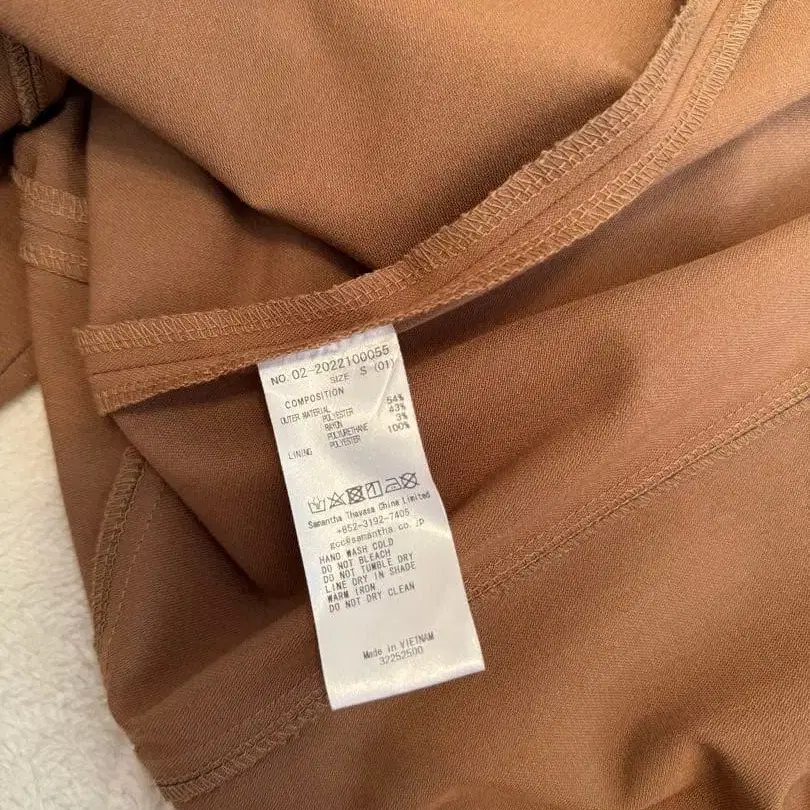 NO. 02-2022100055
SIZE S (01)
COMPOSITION
OUTER MATERIAL POLYESTER 54%
RAYON 43%
POLYURETHANE 3%
LINING POLYESTER 100%
Samantha Thavasa China Limited
+852-3192-7405
gcc@samantha.co.jp
HAND WASH COLD
DO NOT BLEACH
DO NOT TUMBLE DRY
LINE DRY IN SHADE
WARM IRON
DO NOT DRY CLEAN
Made in VIETNAM
32252500